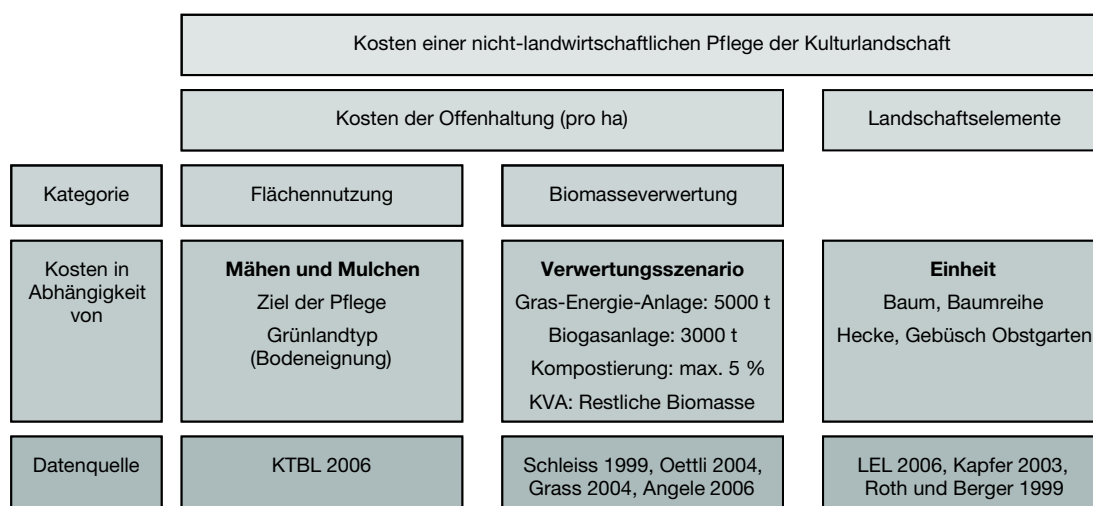 Kosten einer nicht-landwirtschaftlichen Pflege der Kulturlandschaft
Kosten der Offenhaltung (pro ha)
Landschaftselemente
Kategorie
Flächennutzung
Biomasseverwertung
Kosten in
Abhängigkeit
von
Mähen und Mulchen
Ziel der Pflege
Grünlandtyp
(Bodeneignung)
Verwertungsszenario
Gras-Energie-Anlage: 5000 t
Biogasanlage: 3000 t
Kompostierung: max. 5 %
KVA: Restliche Biomasse
Einheit
Baum, Baumreihe
Hecke, Gebüsch Obstgarten
Datenquelle
KTBL 2006
Schleiss 1999, Oettli 2004,
Grass 2004, Angele 2006
LEL 2006, Kapfer 2003,
Roth und Berger 1999